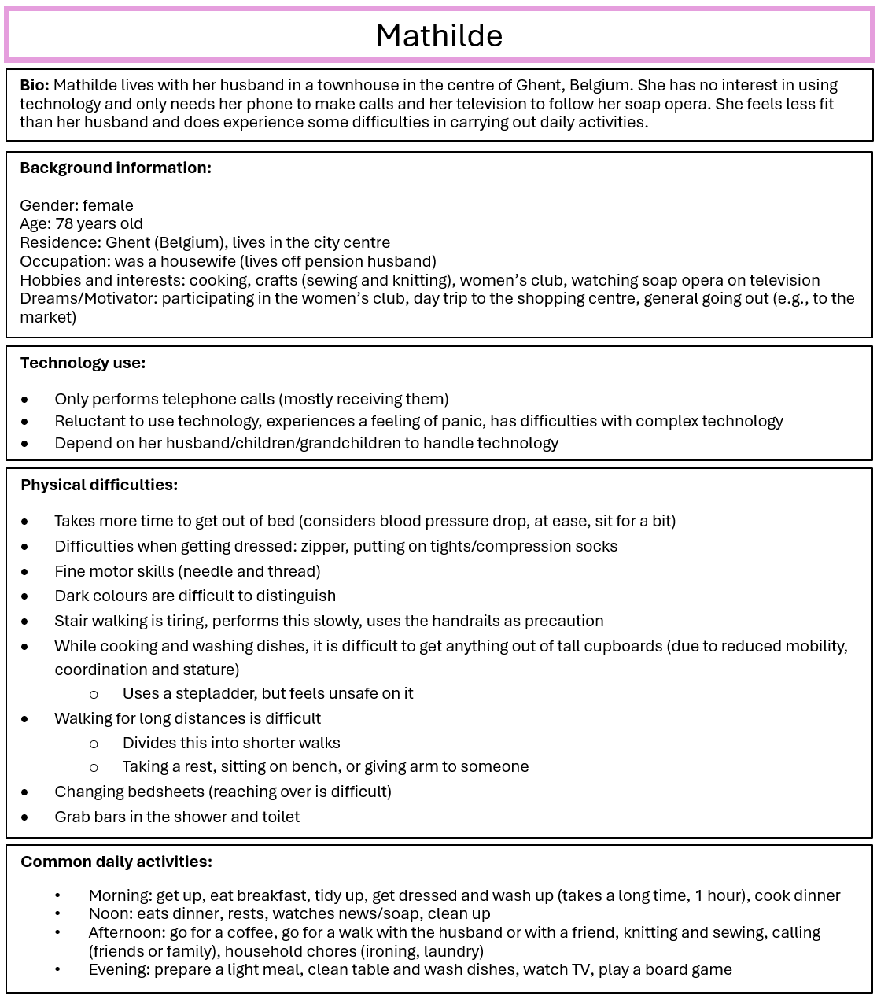 Mathilde
Bio: Mathilde lives with her husband in a townhouse in the centre of Ghent, Belgium. She has no interest in using
technology and only needs her phone to make calls and her television to follow her soap opera. She feels less fit
than her husband and does experience some difficulties in carrying out daily activities.
Background information:
Gender: female
Age: 78 years old
Residence: Ghent (Belgium), lives in the city centre
Occupation: was a housewife (lives off pension husband)
Hobbies and interests: cooking, crafts (sewing and knitting), women’s club, watching soap opera on television
Dreams/Motivator: participating in the women’s club, day trip to the shopping centre, general going out (e.g., to the
market)
Technology use:
• Only performs telephone calls (mostly receiving them)
• Reluctant to use technology, experiences a feeling of panic, has difficulties with complex technology
• Depend on her husband/children/grandchildren to handle technology
Physical difficulties:
• Takes more time to get out of bed (considers blood pressure drop, at ease, sit for a bit)
• Difficulties when getting dressed: zipper, putting on tights/compression socks
• Fine motor skills (needle and thread)
• Dark colours are difficult to distinguish
• Stair walking is tiring, performs this slowly, uses the handrails as precaution
• While cooking and washing dishes, it is difficult to get anything out of tall cupboards (due to reduced mobility,
coordination and stature)
o Uses a stepladder, but feels unsafe on it
• Walking for long distances is difficult
o Divides this into shorter walks
o Taking a rest, sitting on bench, or giving arm to someone
• Changing bedsheets (reaching over is difficult)
• Grab bars in the shower and toilet
Common daily activities:
• Morning: get up, eat breakfast, tidy up, get dressed and wash up (takes a long time, 1 hour), cook dinner
• Noon: eats dinner, rests, watches news/soap, clean up
• Afternoon: go for a coffee, go for a walk with the husband or with a friend, knitting and sewing, calling
(friends or family), household chores (ironing, laundry)
• Evening: prepare a light meal, clean table and wash dishes, watch TV, play a board game